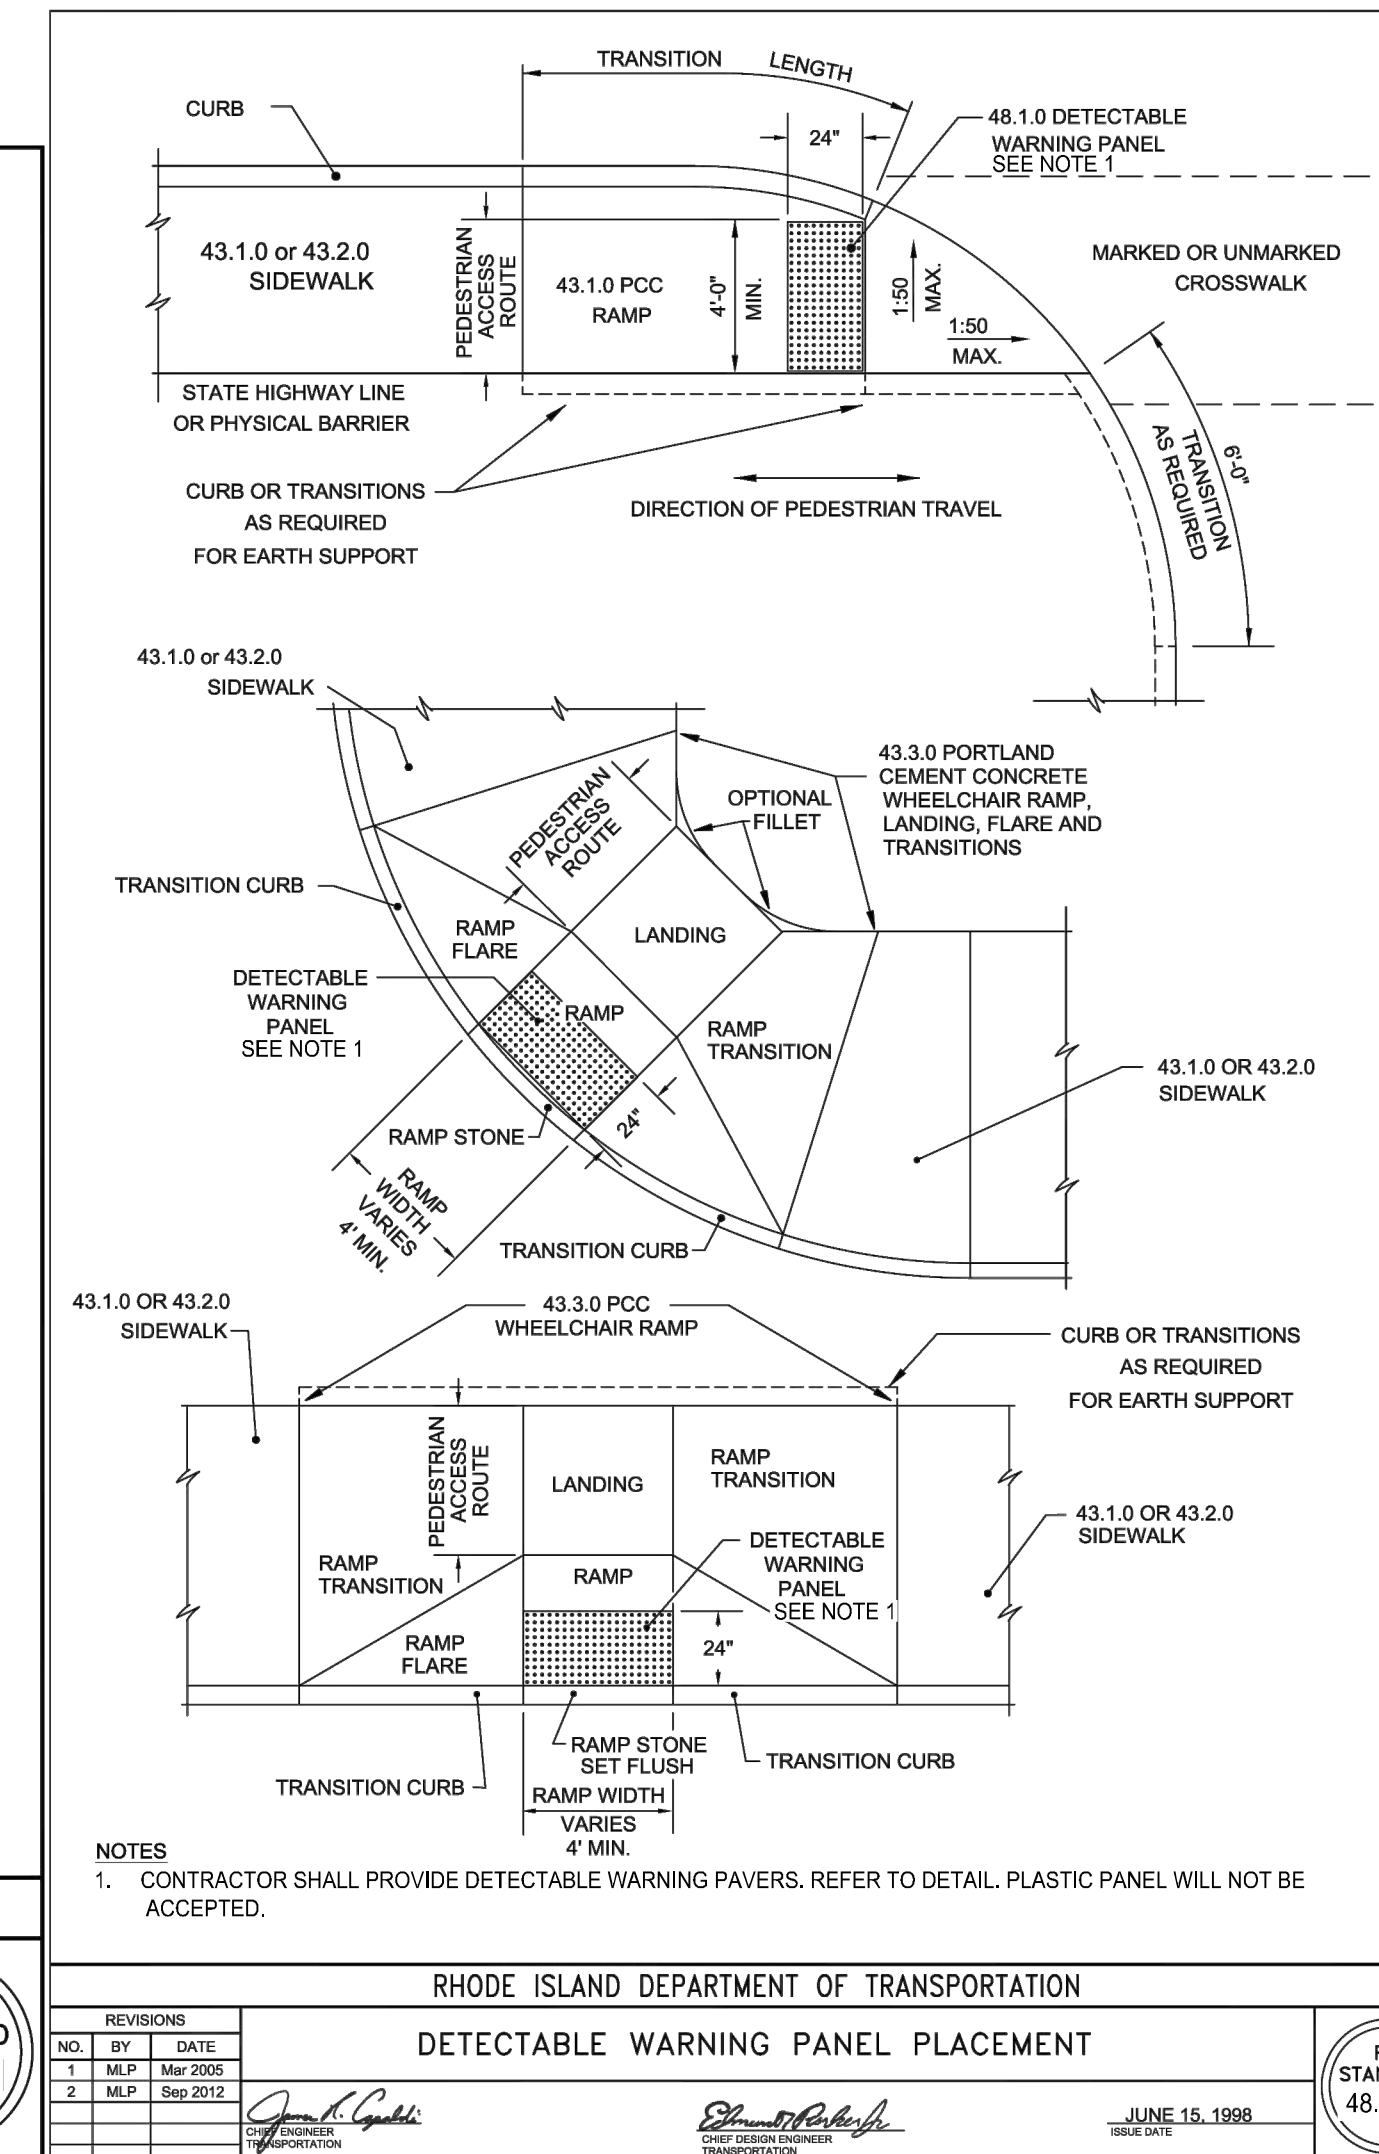 TRANSITION LENGTH
CURB
24"
48.1.0 DETECTABLE
WARNING PANEL
SEE NOTE 1
43.1.0 or 43.2.0
SIDEWALK
PEDESTRIAN
ACCESS
ROUTE
43.1.0 PCC
RAMP
4'-0"
MIN.
1:50
MAX.
1:50
MAX.
MARKED OR UNMARKED
CROSSWALK
STATE HIGHWAY LINE
OR PHYSICAL BARRIER
6'-0"
TRANSITION
AS REQUIRED
CURB OR TRANSITIONS
AS REQUIRED
FOR EARTH SUPPORT
DIRECTION OF PEDESTRIAN TRAVEL
43.1.0 or 43.2.0
SIDEWALK
PEDESTRIAN
ACCESS
ROUTE
OPTIONAL
FILLET
43.3.0 PORTLAND
CEMENT CONCRETE
WHEELCHAIR RAMP,
LANDING, FLARE AND
TRANSITIONS
TRANSITION CURB
RAMP
FLARE
LANDING
DETECTABLE
WARNING
PANEL
SEE NOTE 1
RAMP
RAMP
TRANSITION
43.1.0 OR 43.2.0
SIDEWALK
RAMP STONE
24"
RAMP
WIDTH
VARIES
4' MIN.
TRANSITION CURB
43.1.0 OR 43.2.0
SIDEWALK
43.3.0 PCC
WHEELCHAIR RAMP
CURB OR TRANSITIONS
AS REQUIRED
FOR EARTH SUPPORT
PEDESTRIAN
ACCESS
ROUTE
LANDING
RAMP
TRANSITION
43.1.0 OR 43.2.0
SIDEWALK
RAMP
TRANSITION
RAMP
DETECTABLE
WARNING
PANEL
SEE NOTE 1
RAMP
FLARE
24"
RAMP STONE
SET FLUSH
TRANSITION CURB
TRANSITION CURB
RAMP WIDTH
VARIES
4' MIN.
NOTES
1. CONTRACTOR SHALL PROVIDE DETECTABLE WARNING PAVERS. REFER TO DETAIL. PLASTIC PANEL WILL NOT BE
ACCEPTED.
RHODE ISLAND DEPARTMENT OF TRANSPORTATION
REVISIONS
NO. BY DATE
1 MLP Mar 2005
2 MLP Sep 2012
DETECTABLE WARNING PANEL PLACEMENT
CHIEF ENGINEER
TRANSPORTATION
CHIEF DESIGN ENGINEER
TRANSPORTATION
JUNE 15, 1998
ISSUE DATE
48.